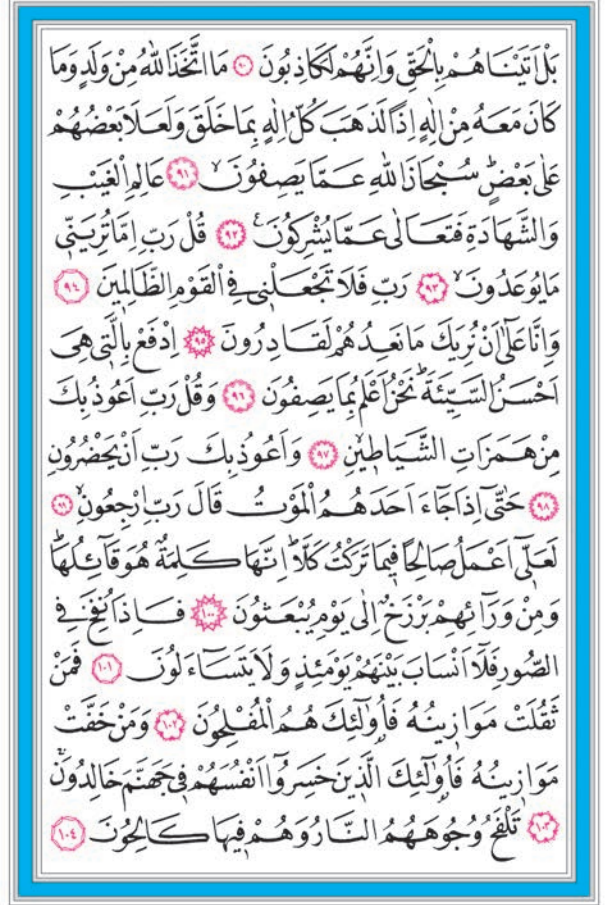 بَلْ اَتَيْنَاهُمْ بِالْحَقِّ وَاِنَّهُمْ لَكَاذِبُونَ ﴿٩٠﴾ مَا اتَّخَذَ اللّٰهُ مِنْ وَلَدٍ وَمَا
كَانَ مَعَهُ مِنْ اِلٰهٍ اِذًا لَذَهَبَ كُلُّ اِلٰهٍ بِمَا خَلَقَ وَلَعَلَا بَعْضُهُمْ
عَلٰى بَعْضٍۜ سُبْحَانَ اللّٰهِ عَمَّا يَصِفُونَۙ ﴿٩١﴾ عَالِمِ الْغَيْبِ
وَالشَّهَادَةِ فَتَعَالٰى عَمَّا يُشْرِكُونَ۟ ﴿٩٢﴾ قُلْ رَبِّ اِمَّا تُرِيَنّ۪ي
مَا يُوعَدُونَۙ ﴿٩٣﴾ رَبِّ فَلَا تَجْعَلْن۪ي فِي الْقَوْمِ الظَّالِم۪ينَ ﴿٩٤﴾
وَاِنَّا عَلٰٓى اَنْ نُرِيَكَ مَا نَعِدُهُمْ لَقَادِرُونَ ﴿٩٥﴾ اِدْفَعْ بِالَّت۪ي هِيَ
اَحْسَنُ السَّيِّئَةَۜ نَحْنُ اَعْلَمُ بِمَا يَصِفُونَ ﴿٩٦﴾ وَقُلْ رَبِّ اَعُوذُ بِكَ
مِنْ هَمَزَاتِ الشَّيَاط۪ينِۙ ﴿٩٧﴾ وَاَعُوذُ بِكَ رَبِّ اَنْ يَحْضُرُونِ
﴿٩٨﴾ حَتّٰٓى اِذَا جَٓاءَ اَحَدَهُمُ الْمَوْتُ قَالَ رَبِّ ارْجِعُونِۙ ﴿٩٩﴾
لَعَلّ۪ٓي اَعْمَلُ صَالِحًا ف۪يمَا تَرَكْتُ كَلَّاۜ اِنَّهَا كَلِمَةٌ هُوَ قَٓائِلُهَاۜ
وَمِنْ وَرَٓائِهِمْ بَرْزَخٌ اِلٰى يَوْمِ يُبْعَثُونَ ﴿١٠٠﴾ فَاِذَا نُفِخَ فِي
الصُّورِ فَلَٓا اَنْسَابَ بَيْنَهُمْ يَوْمَئِذٍ وَلَا يَتَسَٓاءَلُونَ ﴿١٠١﴾ فَمَنْ
ثَقُلَتْ مَوَاز۪ينُهُ فَاُو۬لٰٓئِكَ هُمُ الْمُفْلِحُونَ ﴿١٠٢﴾ وَمَنْ خَفَّتْ
مَوَاز۪ينُهُ فَاُو۬لٰٓئِكَ الَّذ۪ينَ خَسِرُٓوا اَنْفُسَهُمْ ف۪ي جَهَنَّمَ خَالِدُونَۚ
﴿١٠٣﴾ تَلْفَحُ وُجُوهَهُمُ النَّارُ وَهُمْ ف۪يهَا كَالِحُونَ ﴿١٠٤﴾